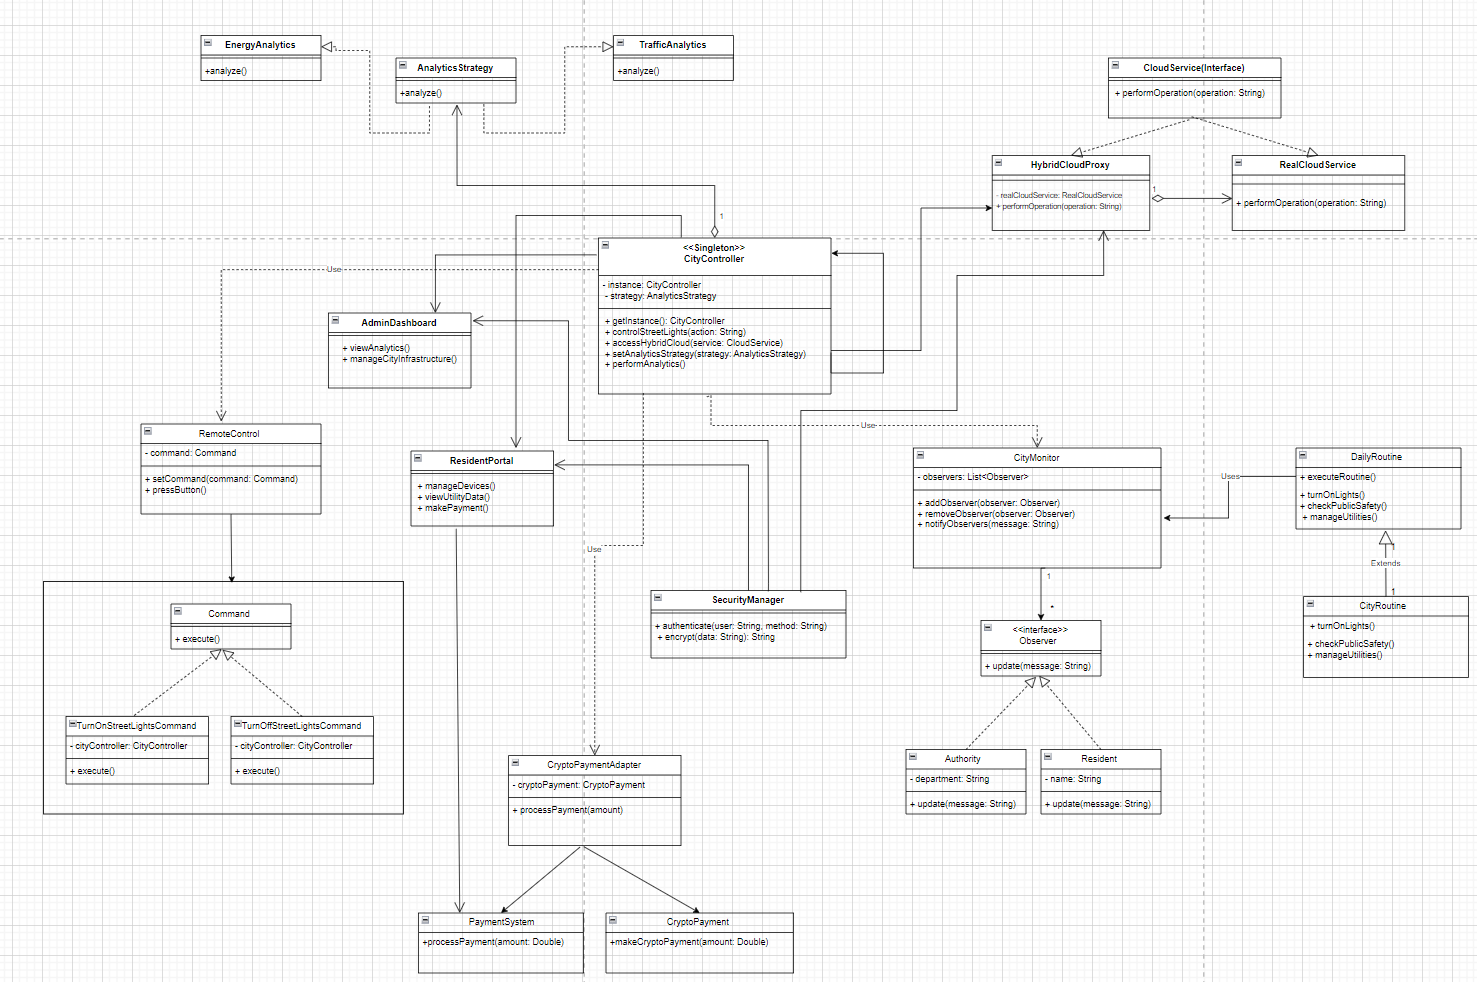 EnergyAnalytics
+analyze()
1
AnalyticsStrategy
+analyze()
TrafficAnalytics
+analyze()
CloudService(Interface)
+ performOperation(operation: String)
HybridCloudProxy
- realCloudService: RealCloudService
+ performOperation(operation: String)
1
RealCloudService
+ performOperation(operation: String)
1
<<Singleton>>
CityController
- instance: CityController
- strategy: AnalyticsStrategy
+ getInstance(): CityController
+ controlStreetLights(action: String)
+ accessHybridCloud(service: CloudService)
+ setAnalyticsStrategy(strategy: AnalyticsStrategy)
+ performAnalytics()
Use
AdminDashboard
+ viewAnalytics()
+ manageCityInfrastructure()
RemoteControl
- command: Command
+ setCommand(command: Command)
+ pressButton()
ResidentPortal
+ manageDevices()
+ viewUtilityData()
+ makePayment()
Use
CityMonitor
- observers: List<Observer>
+ addObserver(observer: Observer)
+ removeObserver(observer: Observer)
+ notifyObservers(message: String)
Uses
DailyRoutine
+ executeRoutine()
+ turnOnLights()
+ checkPublicSafety()
+ manageUtilities()
1
Extends
1
CityRoutine
+ turnOnLights()
+ checkPublicSafety()
+ manageUtilities()
Use
SecurityManager
+ authenticate(user: String, method: String)
+ encrypt(data: String): String
1
*
<<interface>>
Observer
+ update(message: String)
Command
+ execute()
TurnOnStreetLightsCommand
- cityController: CityController
+ execute()
TurnOffStreetLightsCommand
- cityController: CityController
+ execute()
Authority
- department: String
+ update(message: String)
Resident
- name: String
+ update(message: String)
CryptoPaymentAdapter
- cryptoPayment: CryptoPayment
+ processPayment(amount)
PaymentSystem
+processPayment(amount: Double)
CryptoPayment
+makeCryptoPayment(amount: Double)